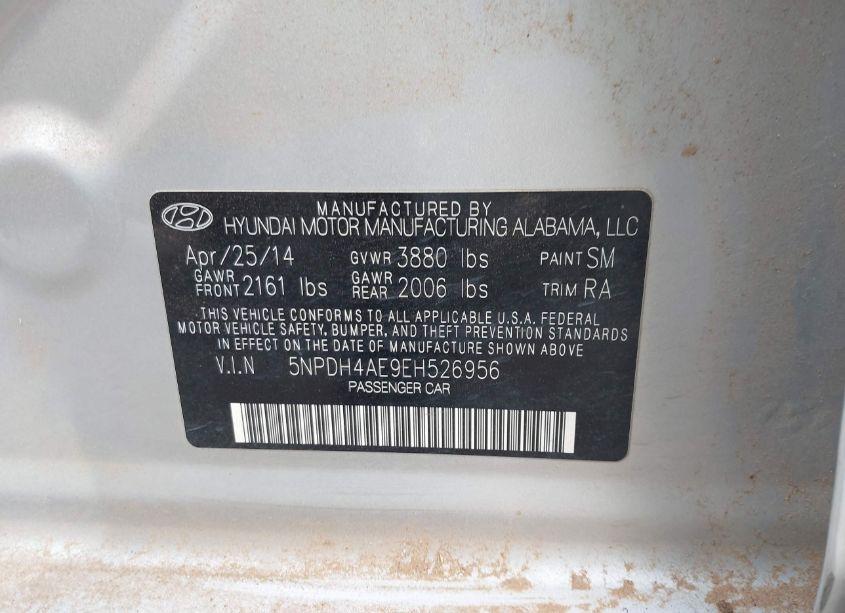 MANUFACTURED BY
HYUNDAI MOTOR MANUFACTURING ALABAMA, LLC
Apr/25/14 GVWR 3880 lbs PAINT SM
GAWR FRONT 2161 lbs GAWR REAR 2006 lbs TRIM RA
THIS VEHICLE CONFORMS TO ALL APPLICABLE U.S.A. FEDERAL
MOTOR VEHICLE SAFETY, BUMPER, AND THEFT PREVENTION STANDARDS
IN EFFECT ON THE DATE OF MANUFACTURE SHOWN ABOVE
V.I.N 5NPDH4AE9EH526956
PASSENGER CAR